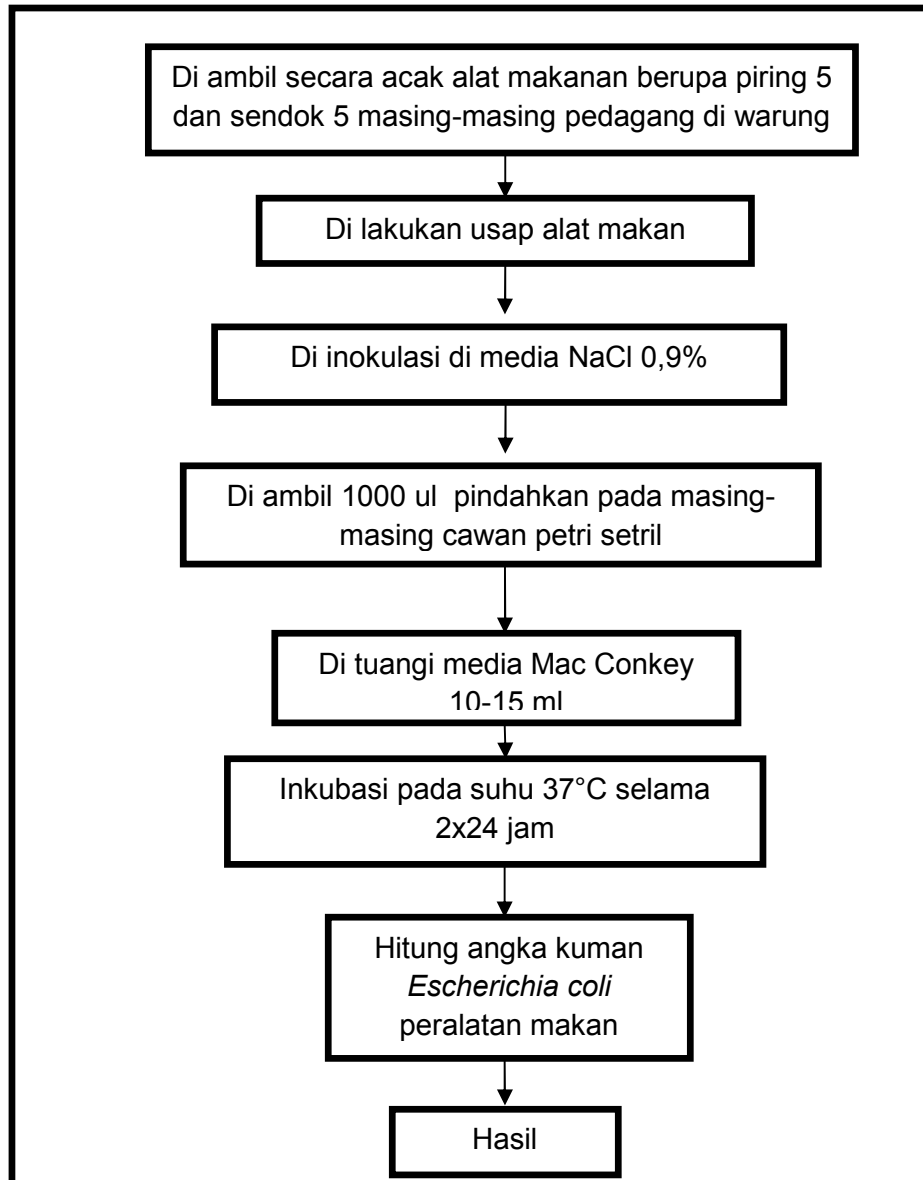 Di ambil secara acak alat makanan berupa piring 5
dan sendok 5 masing-masing pedagang di warung
Di lakukan usap alat makan
Di inokulasi di media NaCl 0,9%
Di ambil 1000 ul  pindahkan pada masing-
masing cawan petri setril
Di tuangi media Mac Conkey
10-15 ml
Inkubasi pada suhu 37°C selama
2x24 jam
Hitung angka kuman
Escherichia coli
peralatan makan
Hasil